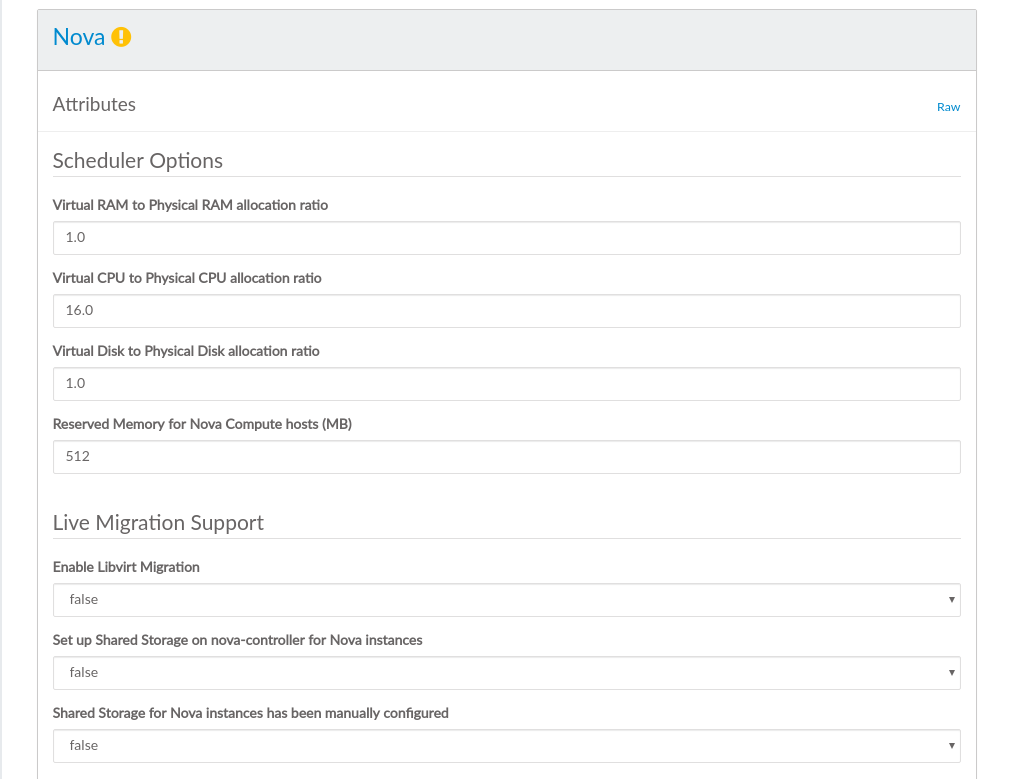 Nova
Attributes
Raw
Scheduler Options
Virtual RAM to Physical RAM allocation ratio
1.0
Virtual CPU to Physical CPU allocation ratio
16.0
Virtual Disk to Physical Disk allocation ratio
1.0
Reserved Memory for Nova Compute hosts (MB)
512
Live Migration Support
Enable Libvirt Migration
false
Set up Shared Storage on nova-controller for Nova instances
false
Shared Storage for Nova instances has been manually configured
false